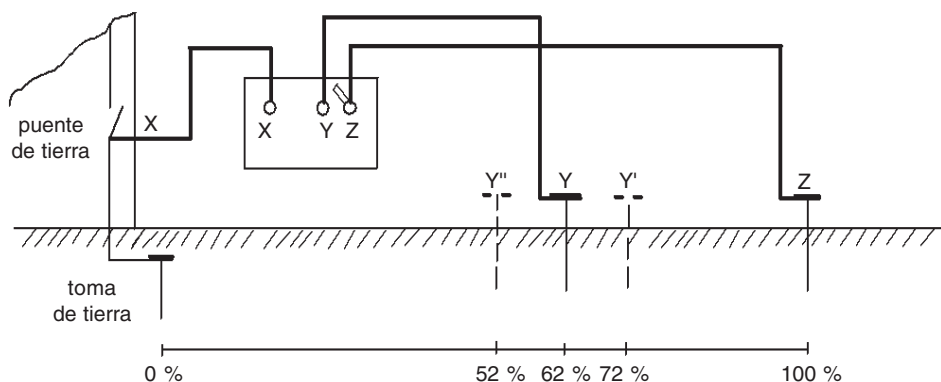 X
puente
de tierra
X Y Z
Y" Y Y' Z
toma
de tierra
0 % 52 % 62 % 72 % 100 %